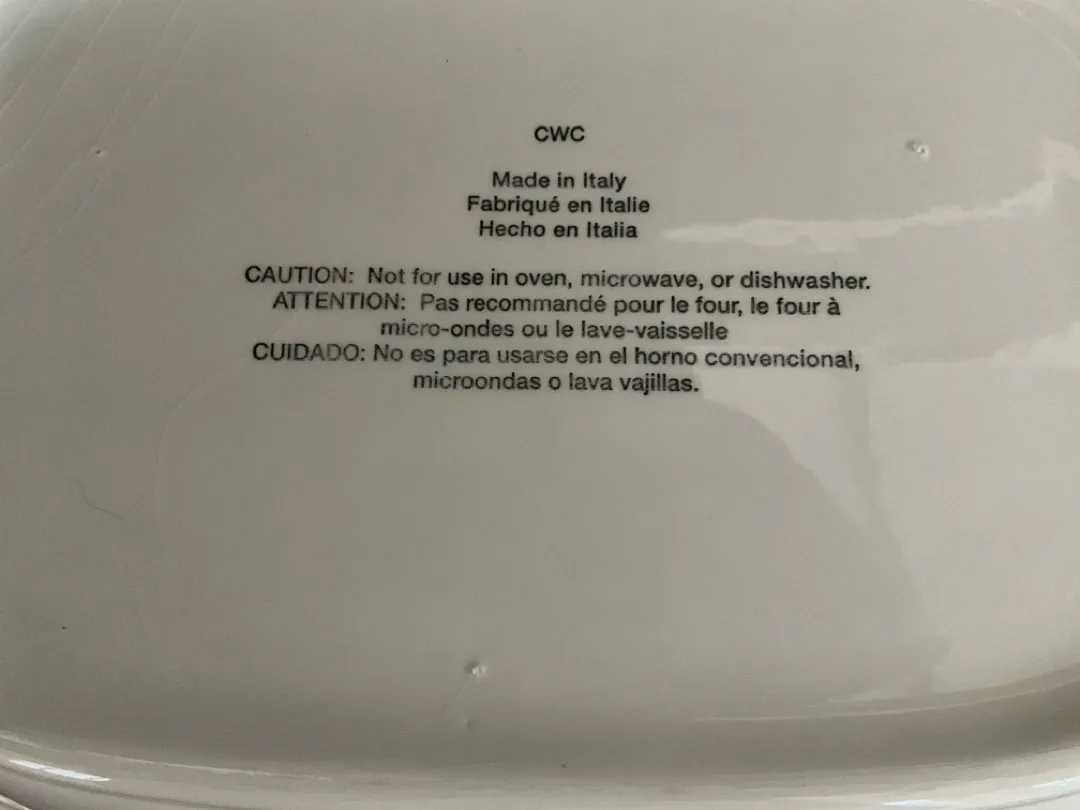 CWC
Made in Italy
Fabriqué en Italie
Hecho en Italia
CAUTION: Not for use in oven, microwave, or dishwasher.
ATTENTION: Pas recommandé pour le four, le four à
micro-ondes ou le lave-vaisselle
CUIDADO: No es para usarse en el horno convencional,
microondas o lava vajillas.